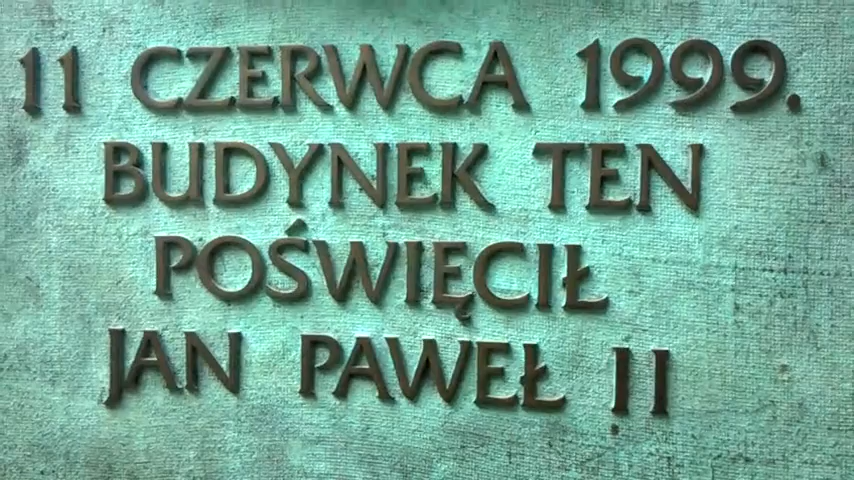 11 CZERWCA 1999.
BUDYNEK TEN
POŚWIĘCIŁ
JAN PAWEŁ II